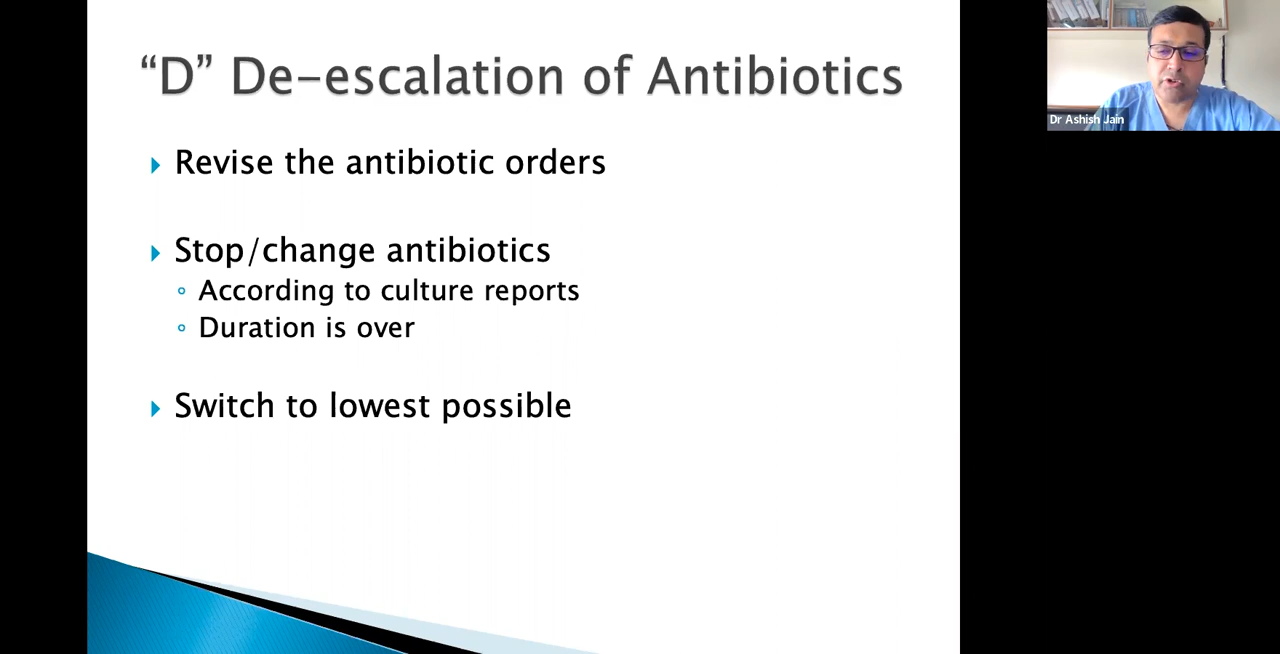 “D” De-escalation of Antibiotics
Revise the antibiotic orders
Stop/change antibiotics
According to culture reports
Duration is over
Switch to lowest possible
Dr Ashish Jain